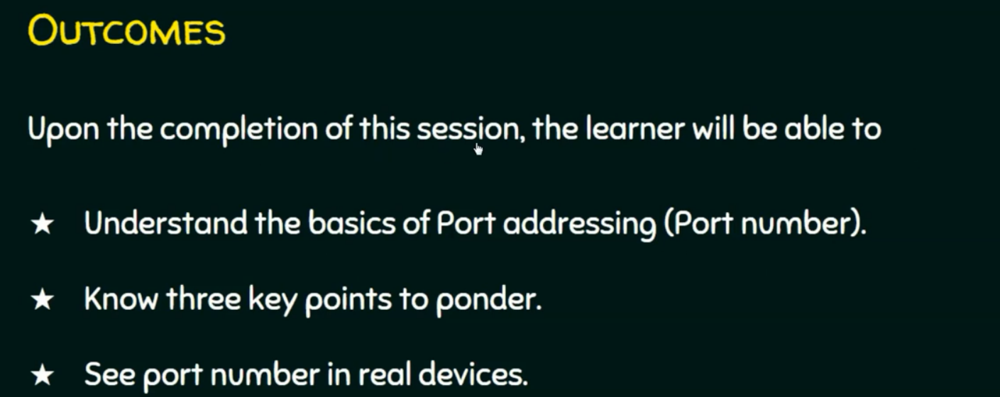 OUTCOMES
Upon the completion of this session, the learner will be able to
★ Understand the basics of Port addressing (Port number).
★ Know three key points to ponder.
★ See port number in real devices.